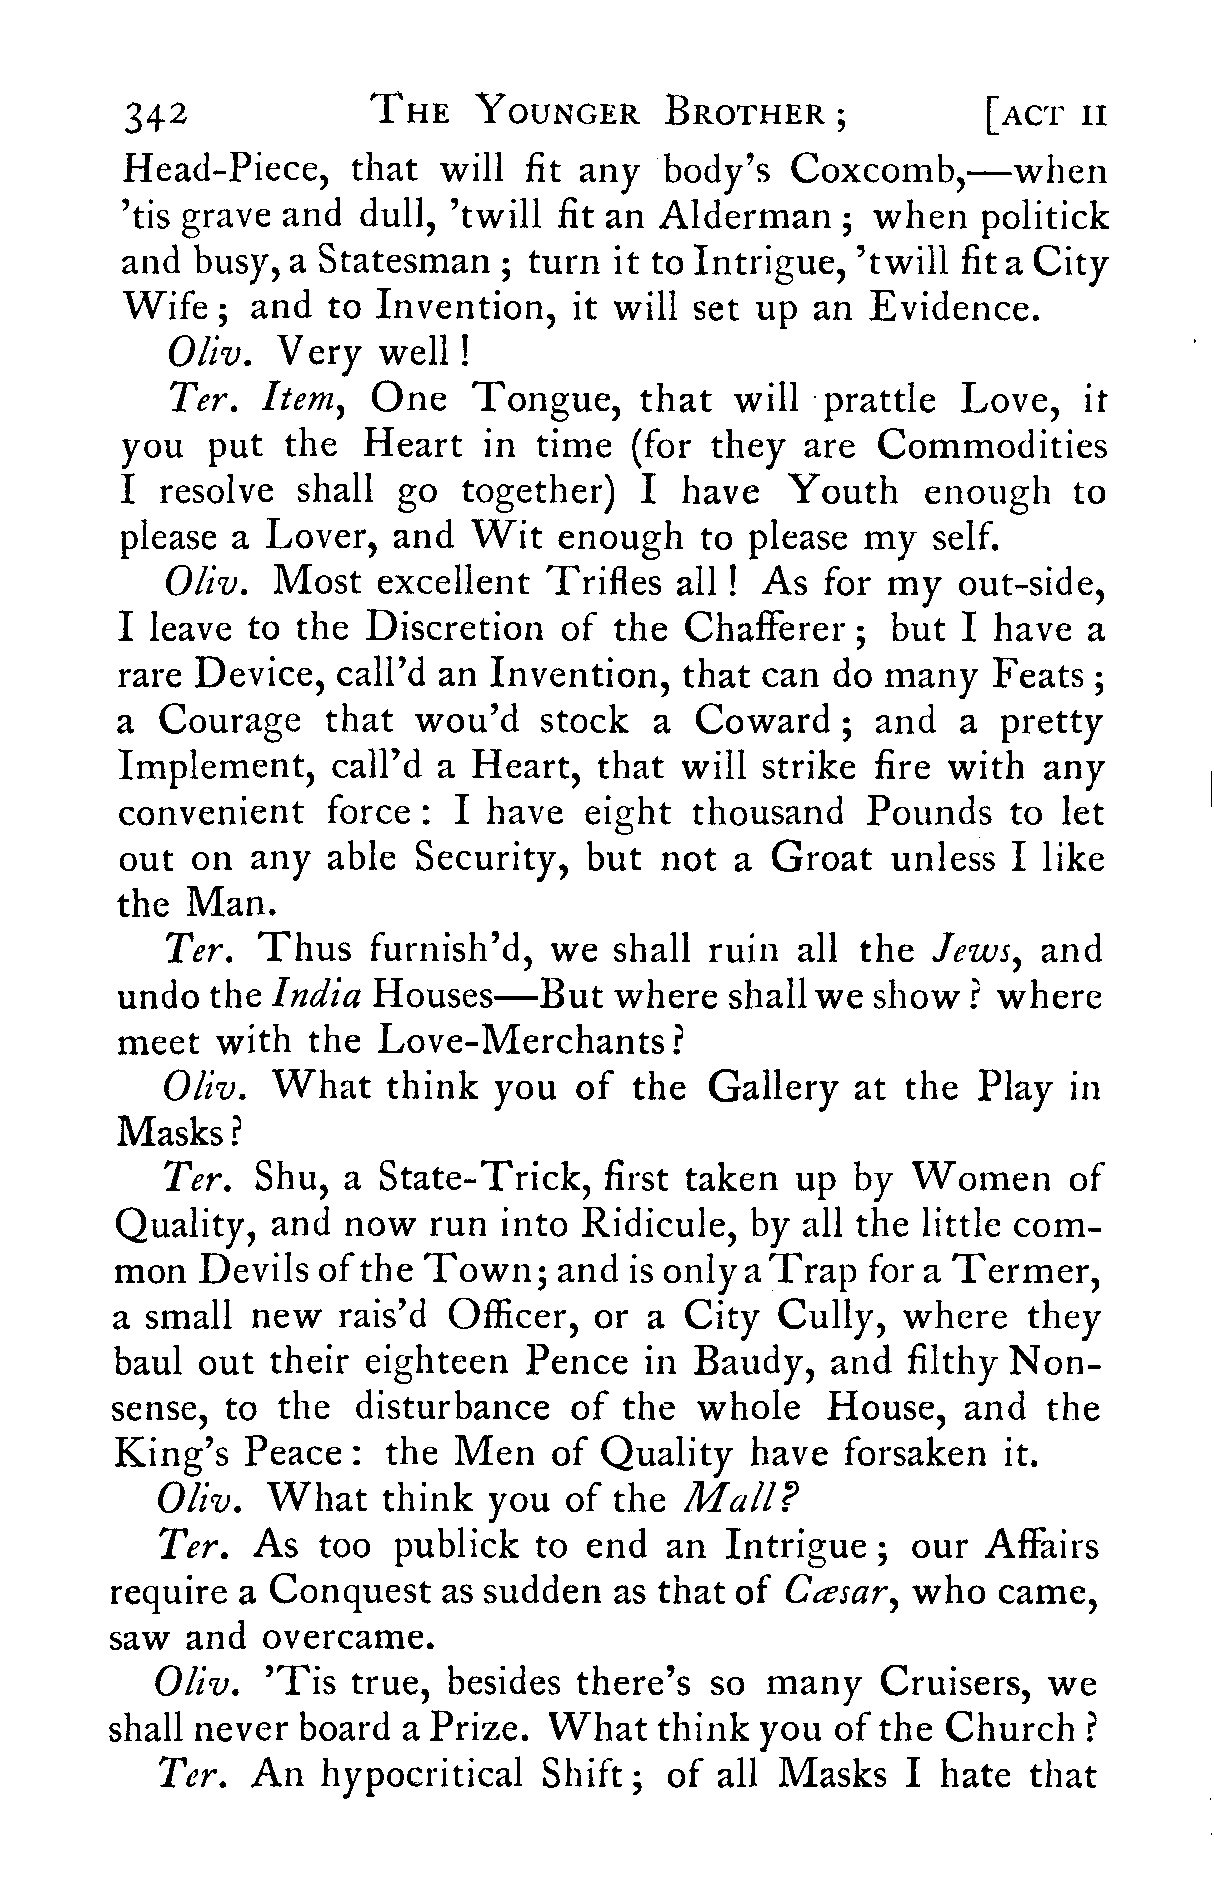 342 THE YOUNGER BROTHER ; [ACT II
Head-Piece, that will fit any body's Coxcomb,—when
'tis grave and dull, 'twill fit an Alderman ; when politick
and busy, a Statesman ; turn it to Intrigue, 'twill fit a City
Wife ; and to Invention, it will set up an Evidence.
Oliv. Very well !
Ter. Item, One Tongue, that will prattle Love, if
you put the Heart in time (for they are Commodities
I resolve shall go together) I have Youth enough to
please a Lover, and Wit enough to please my self.
Oliv. Most excellent Trifles all ! As for my out-side,
I leave to the Discretion of the Chafferer ; but I have a
rare Device, call'd an Invention, that can do many Feats ;
a Courage that wou'd stock a Coward ; and a pretty
Implement, call'd a Heart, that will strike fire with any
convenient force : I have eight thousand Pounds to let
out on any able Security, but not a Groat unless I like
the Man.
Ter. Thus furnish'd, we shall ruin all the Jews, and
undo the India Houses—But where shall we show ? where
meet with the Love-Merchants ?
Oliv. What think you of the Gallery at the Play in
Masks ?
Ter. Shu, a State-Trick, first taken up by Women of
Quality, and now run into Ridicule, by all the little com-
mon Devils of the Town ; and is only a Trap for a Termer,
a small new rais'd Officer, or a City Cully, where they
baul out their eighteen Pence in Baudy, and filthy Non-
sense, to the disturbance of the whole House, and the
King's Peace : the Men of Quality have forsaken it.
Oliv. What think you of the Mall ?
Ter. As too publick to end an Intrigue ; our Affairs
require a Conquest as sudden as that of Cæsar, who came,
saw and overcame.
Oliv. 'Tis true, besides there's so many Cruisers, we
shall never board a Prize. What think you of the Church ?
Ter. An hypocritical Shift ; of all Masks I hate that